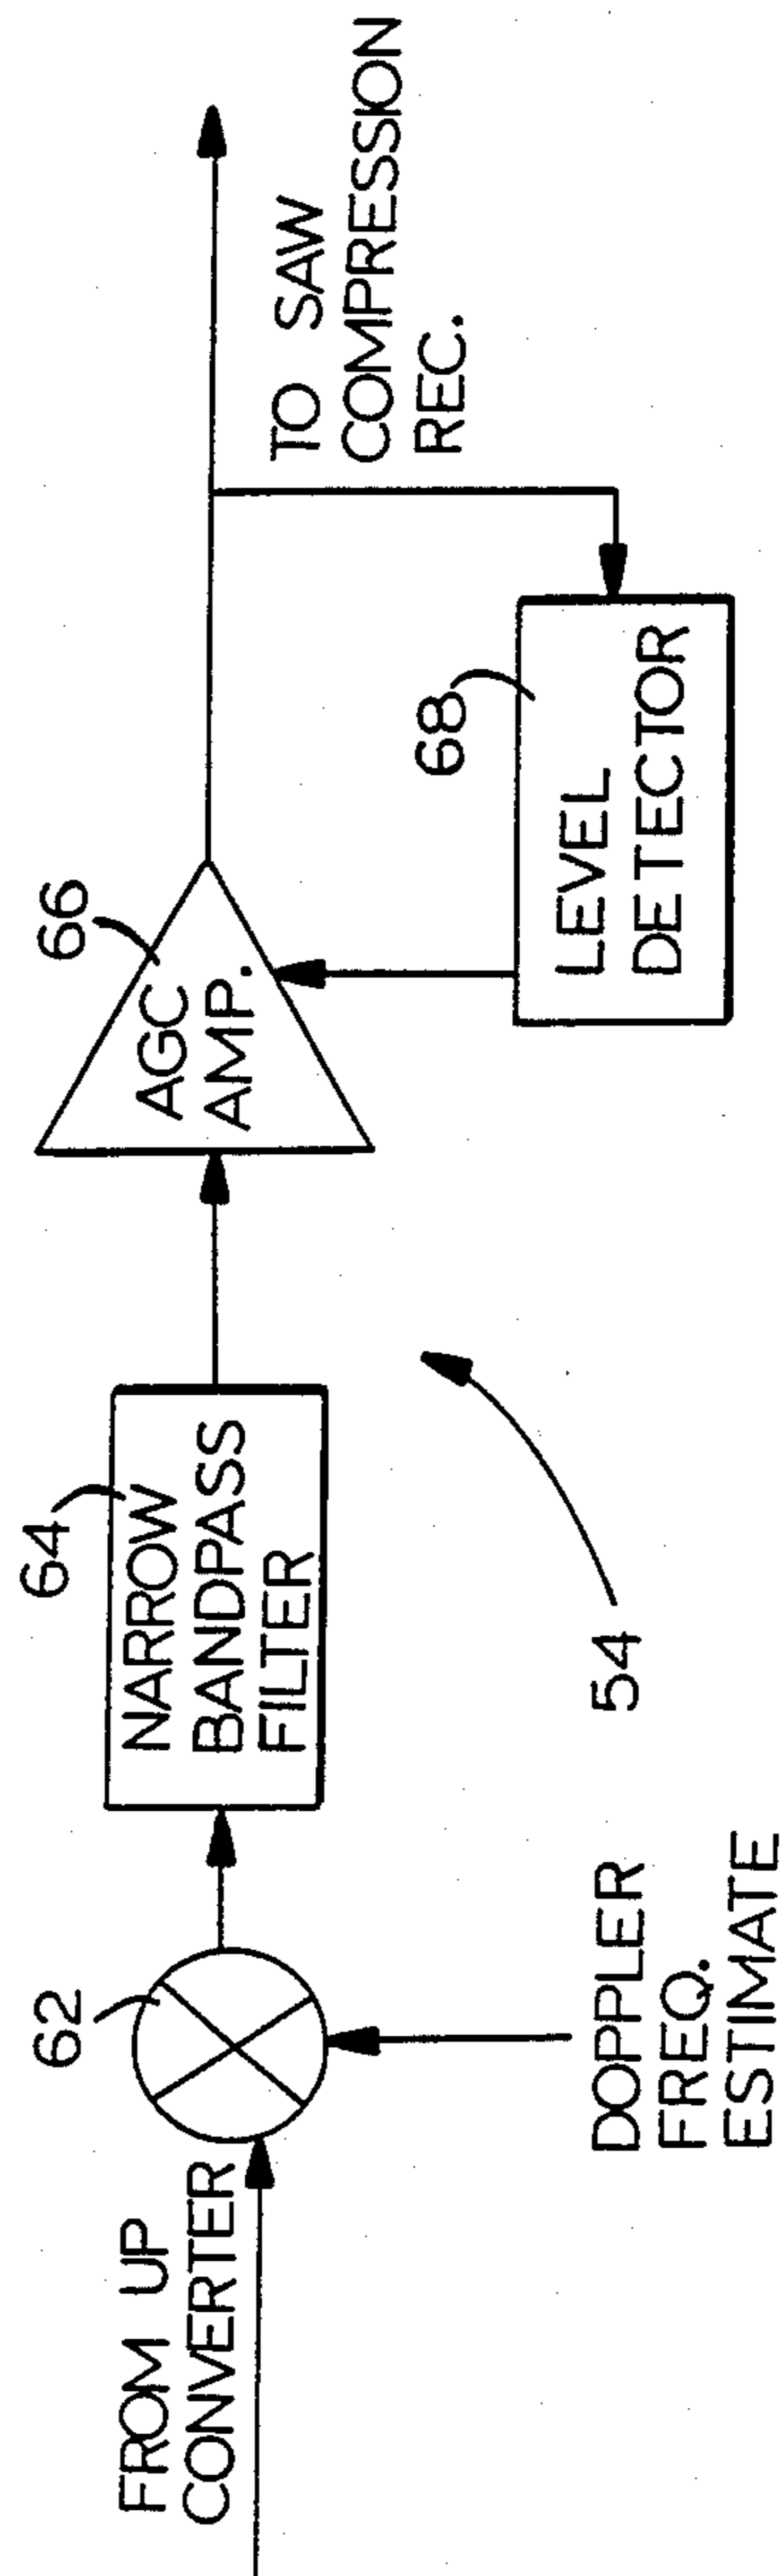 FROM UP
CONVERTER
62
DOPPLER
FREQ.
ESTIMATE
64
NARROW
BANDPASS
FILTER
54
66
AGC
AMP.
68
LEVEL
DETECTOR
TO SAW
COMPRESSION
REC.